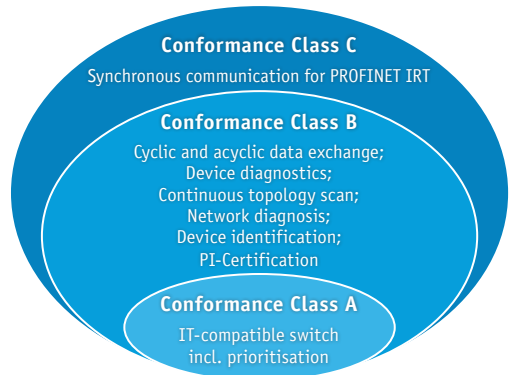 Conformance Class C
Synchronous communication for PROFINET IRT
Conformance Class B
Cyclic and acyclic data exchange;
Device diagnostics;
Continuous topology scan;
Network diagnosis;
Device identification;
PI-Certification
Conformance Class A
IT-compatible switch
incl. prioritisation